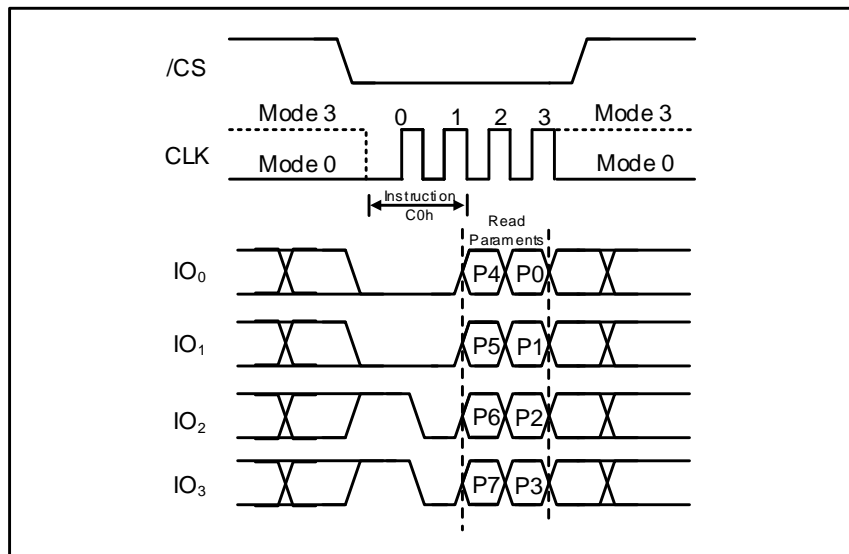 /CS
Mode 3 0 1 2 3 Mode 3
CLK
Mode 0 Mode 0
Instruction
C0h
Read
Paraments
IO0 P4 P0
IO1 P5 P1
IO2 P6 P2
IO3 P7 P3